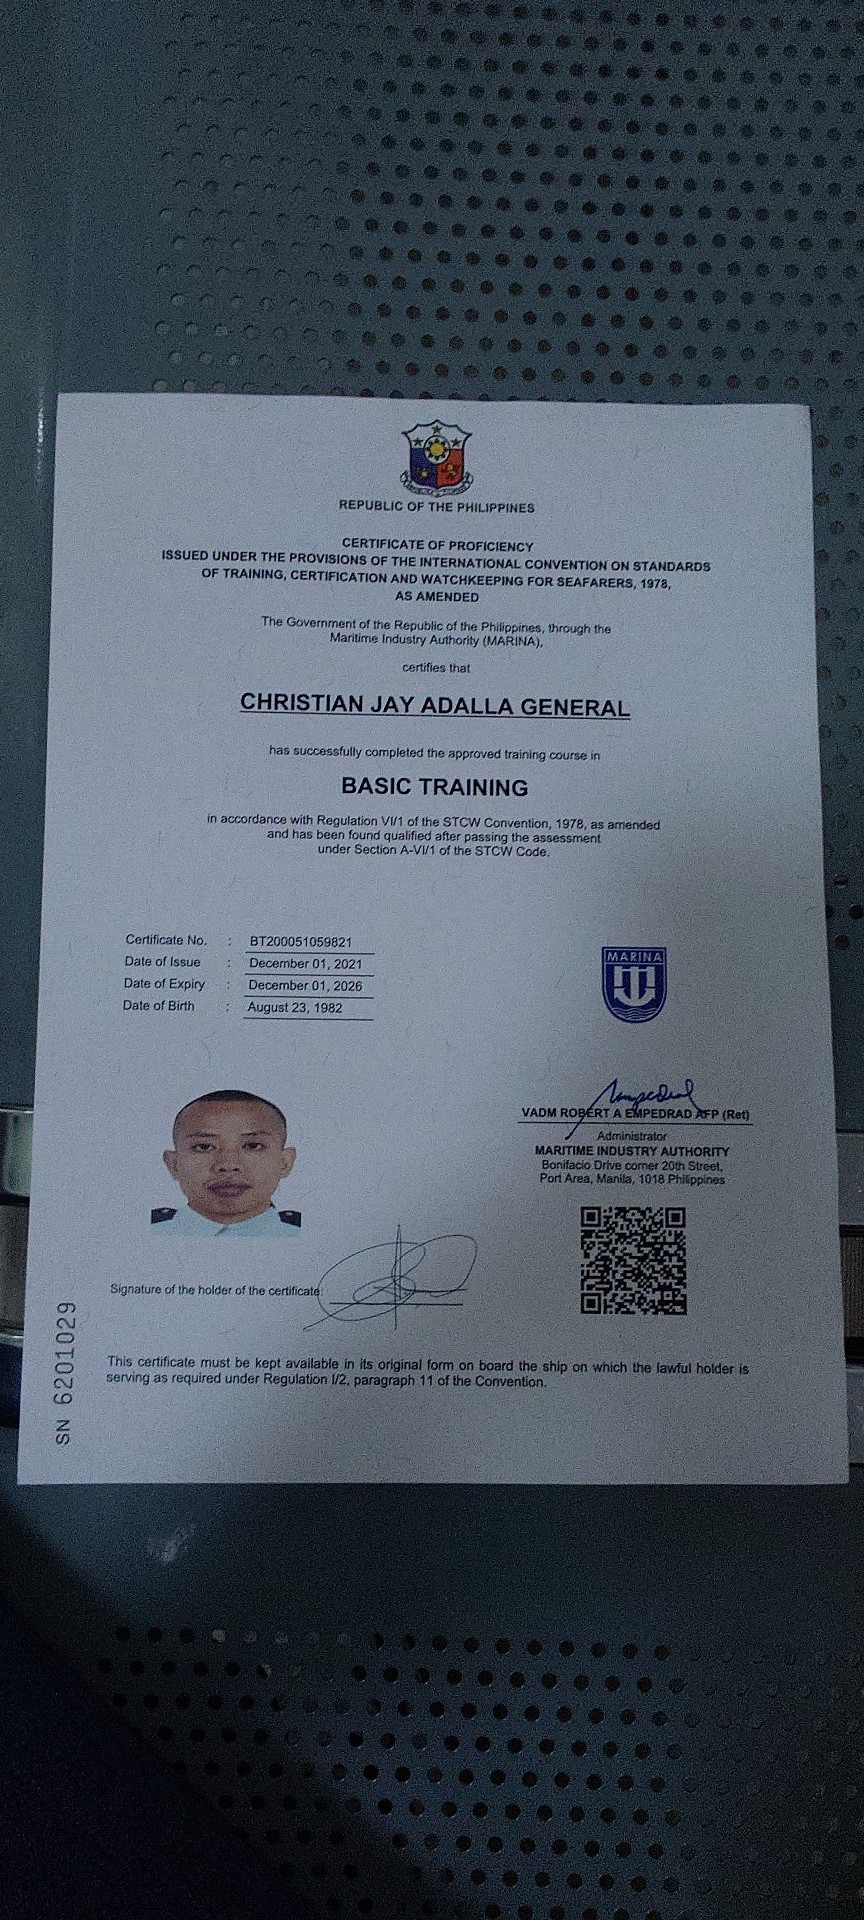 REPUBLIC OF THE PHILIPPINES
CERTIFICATE OF PROFICIENCY
ISSUED UNDER THE PROVISIONS OF THE INTERNATIONAL CONVENTION ON STANDARDS
OF TRAINING, CERTIFICATION AND WATCHKEEPING FOR SEAFARERS, 1978,
AS AMENDED
The Government of the Republic of the Philippines, through the
Maritime Industry Authority (MARINA),
certifies that
CHRISTIAN JAY ADALLA GENERAL
has successfully completed the approved training course in
BASIC TRAINING
in accordance with Regulation VI/1 of the STCW Convention, 1978, as amended
and has been found qualified after passing the assessment
under Section A-VI/1 of the STCW Code.
Certificate No. : BT200051059821
Date of Issue : December 01, 2021
Date of Expiry : December 01, 2026
Date of Birth : August 23, 1982
MARINA
VADM ROBERT A EMPEDRAD AFP (Ret)
Administrator
MARITIME INDUSTRY AUTHORITY
Bonifacio Drive corner 20th Street,
Port Area, Manila, 1018 Philippines
Signature of the holder of the certificate:
This certificate must be kept available in its original form on board the ship on which the lawful holder is
serving as required under Regulation I/2, paragraph 11 of the Convention.
SN 6201029